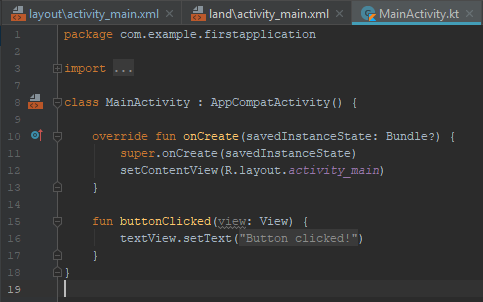 layout\activity_main.xml × land\activity_main.xml × MainActivity.kt ×
1 package com.example.firstapplication
2
3 import ...
7
8 class MainActivity : AppCompatActivity() {
9
10     override fun onCreate(savedInstanceState: Bundle?) {
11         super.onCreate(savedInstanceState)
12         setContentView(R.layout.activity_main)
13     }
14
15     fun buttonClicked(view: View) {
16         textView.setText("Button clicked!")
17     }
18 }
19